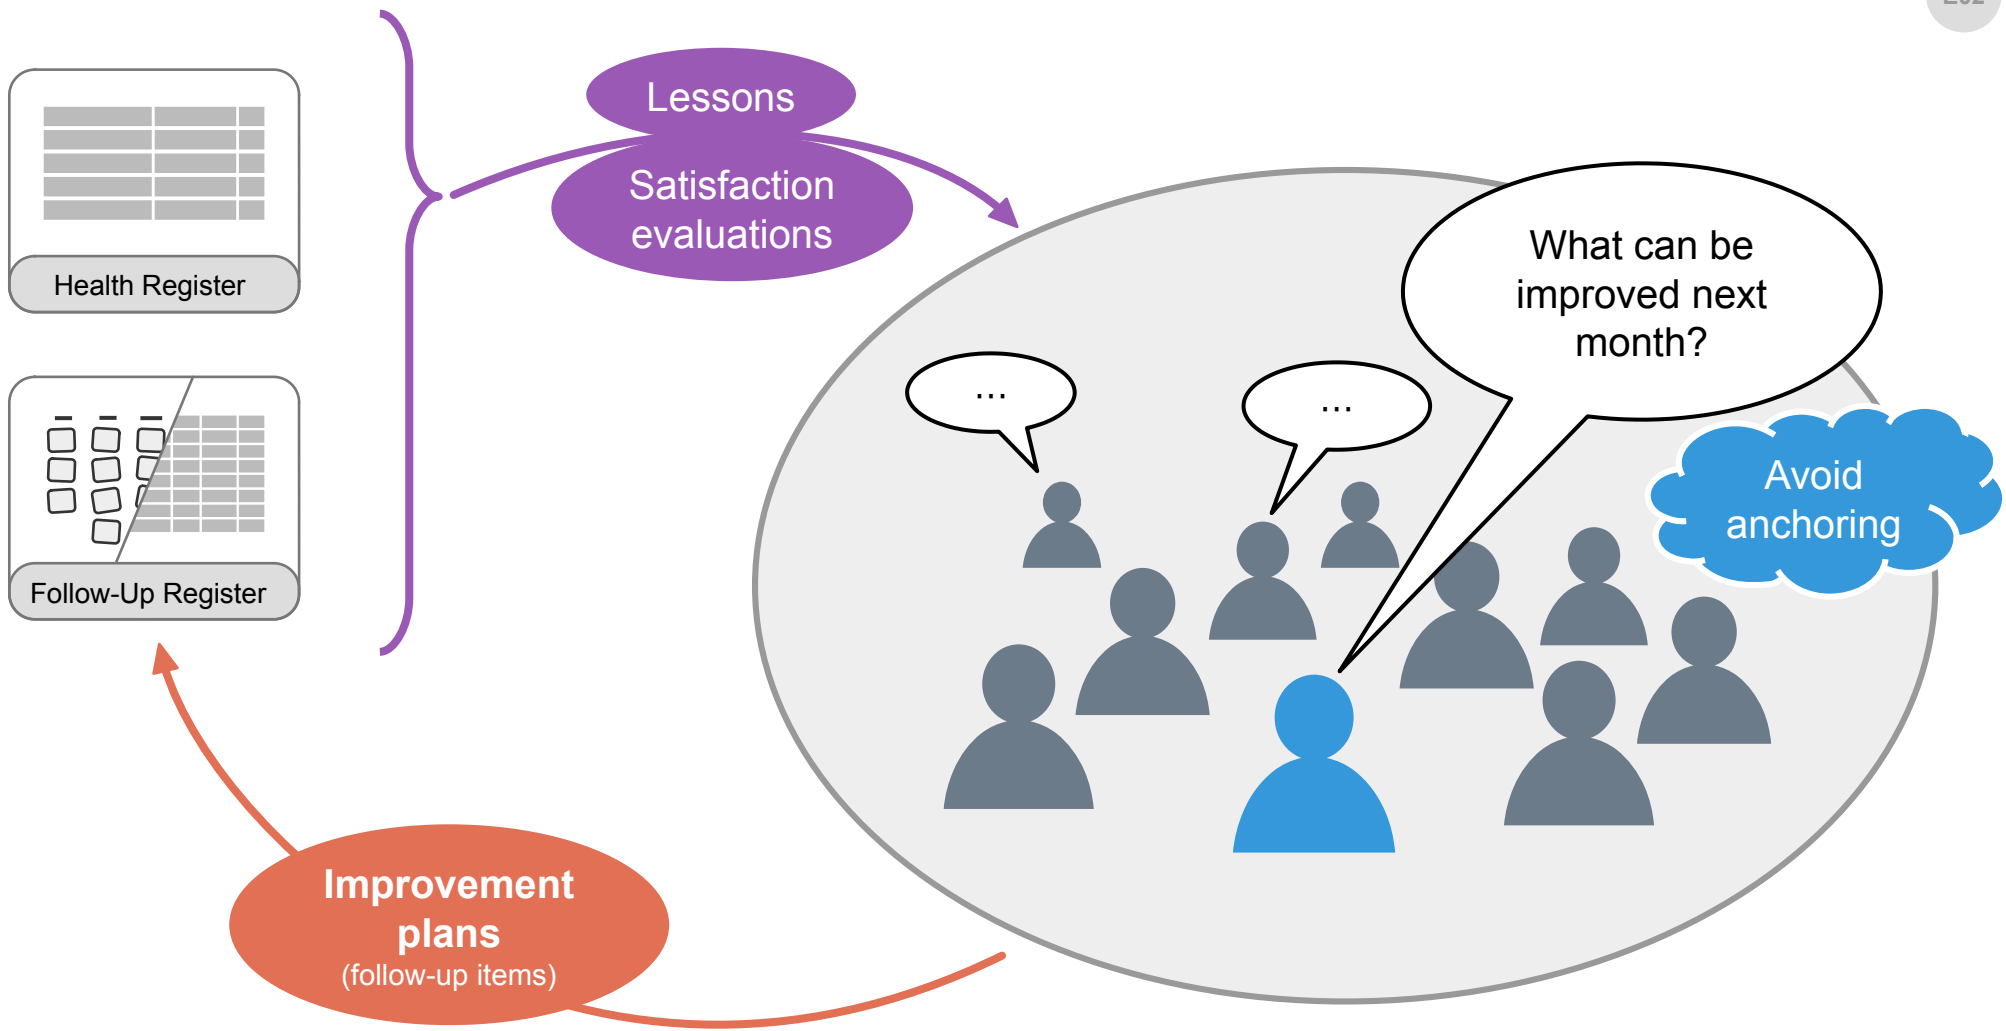 Lessons
Satisfaction
evaluations
Health Register
Follow-Up Register
What can be
improved next
month?
...
...
Avoid
anchoring
Improvement
plans
(follow-up items)